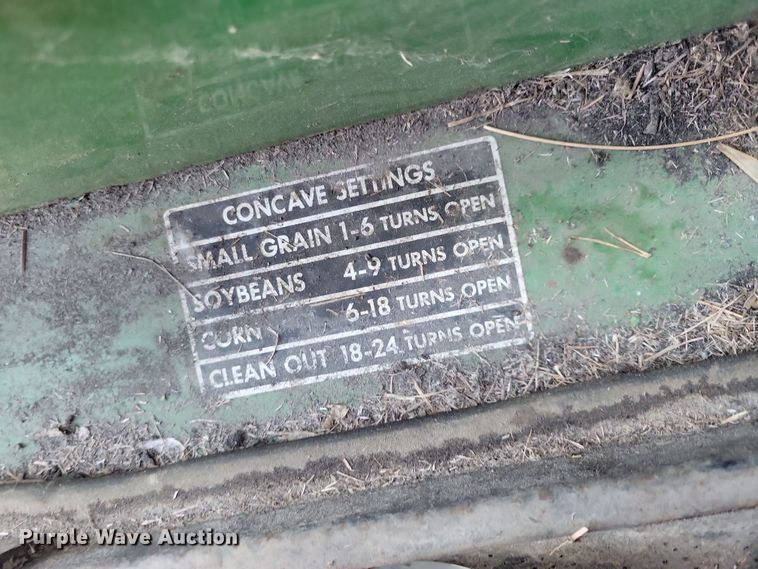 CONCAVE SETTINGS
SMALL GRAIN 1-6 TURNS OPEN
SOYBEANS 4-9 TURNS OPEN
CORN 6-18 TURNS OPEN
CLEAN OUT 18-24 TURNS OPEN
Purple Wave Auction